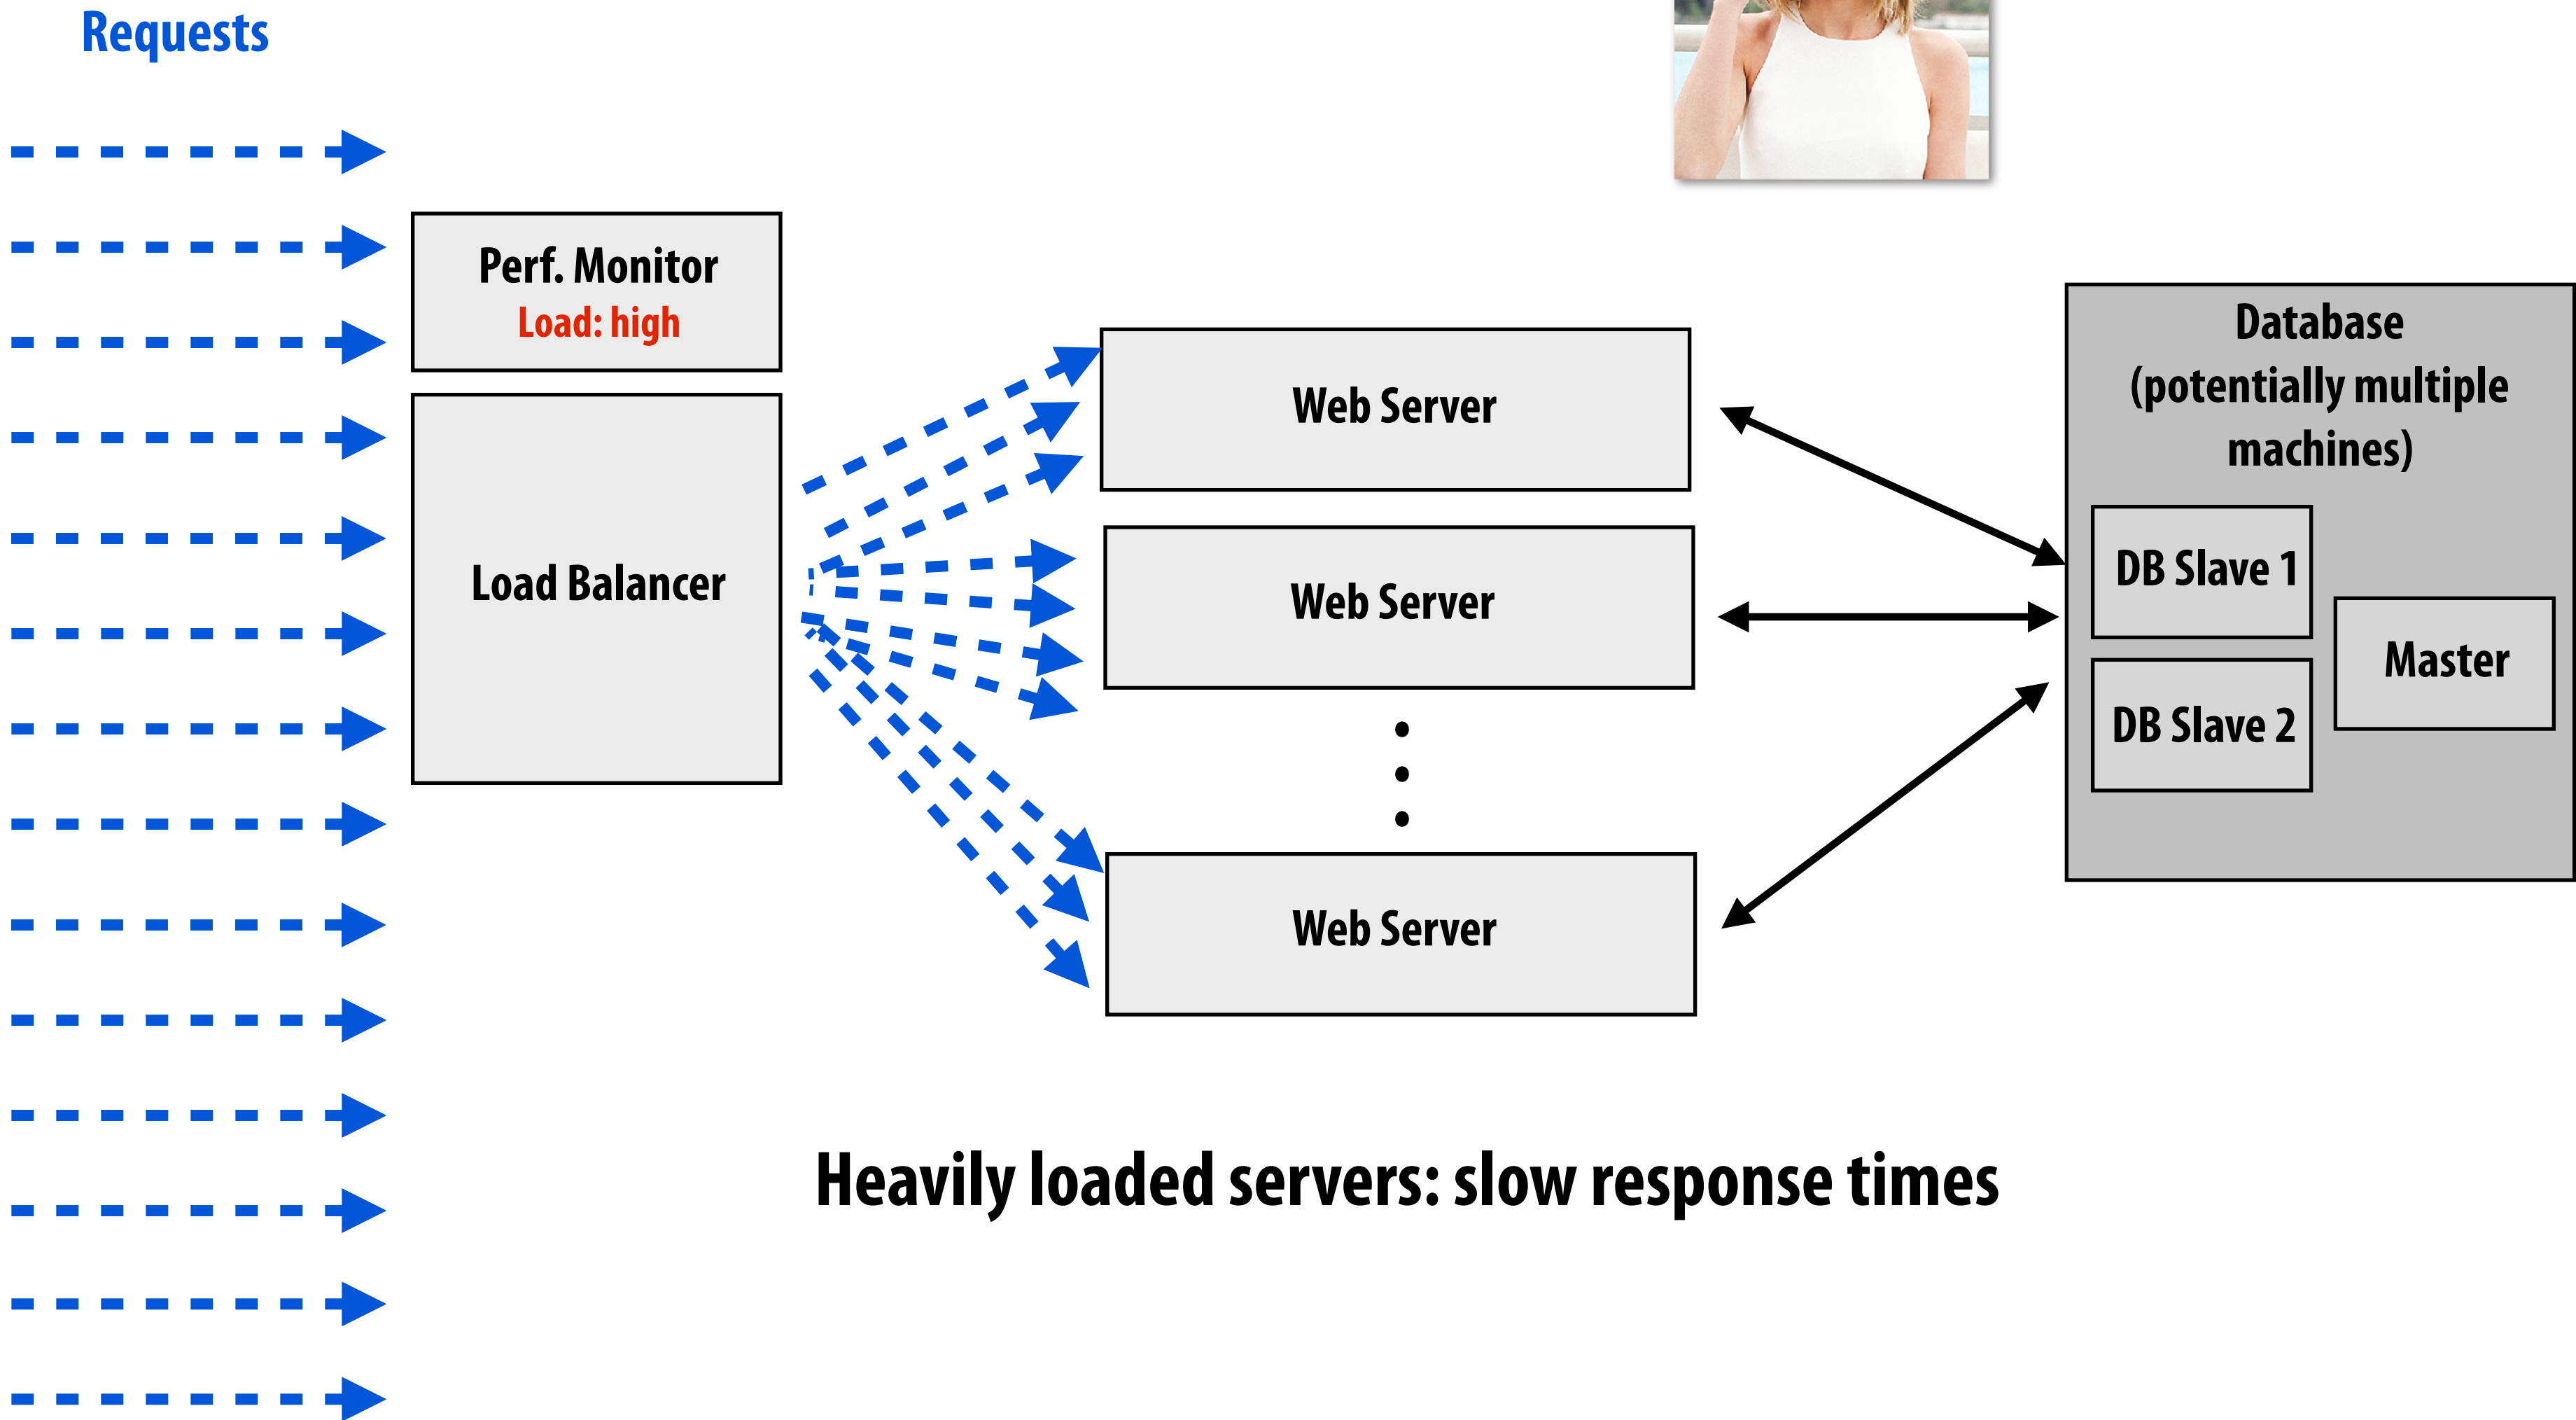 Requests
Perf. Monitor
Load: high
Load Balancer
Web Server
Web Server
Web Server
Database
(potentially multiple
machines)
DB Slave 1
Master
DB Slave 2
Heavily loaded servers: slow response times